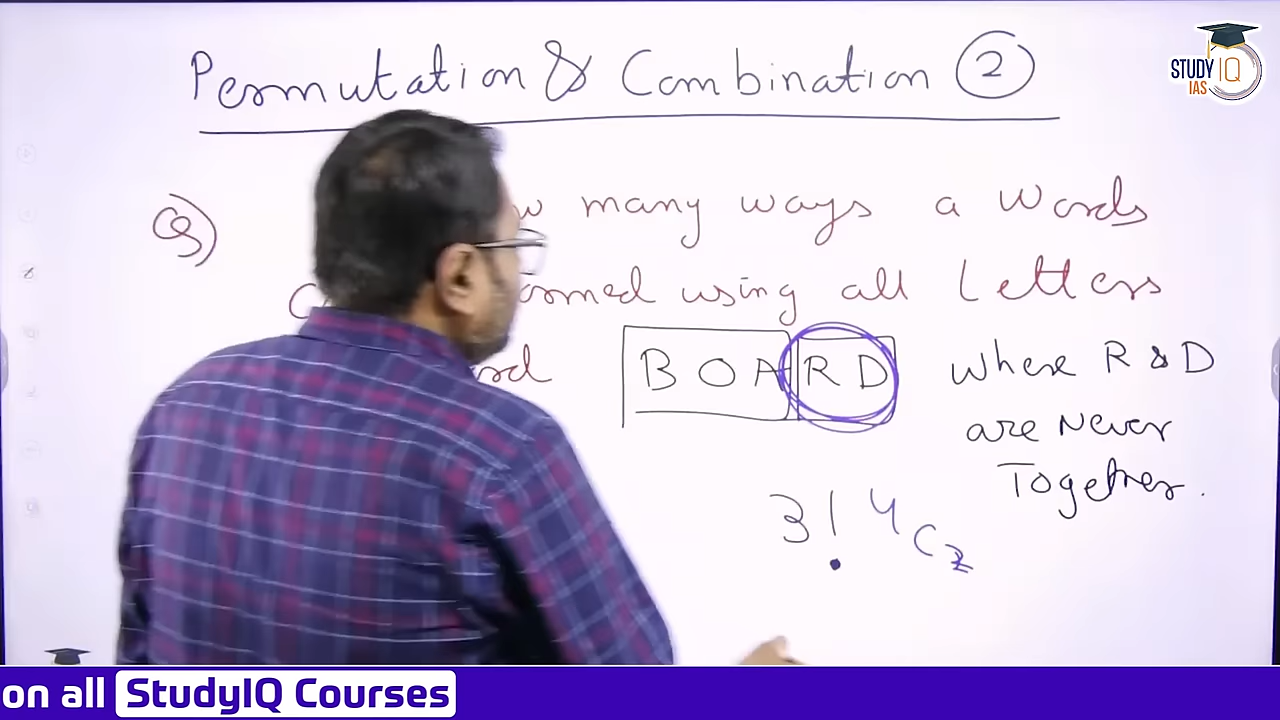 Permutation & Combination 2
STUDY IQ
IAS
Q) many ways a words
using all letters
BOARD where R & D
are Never
Together.
3! 4C2
on all StudyIQ Courses